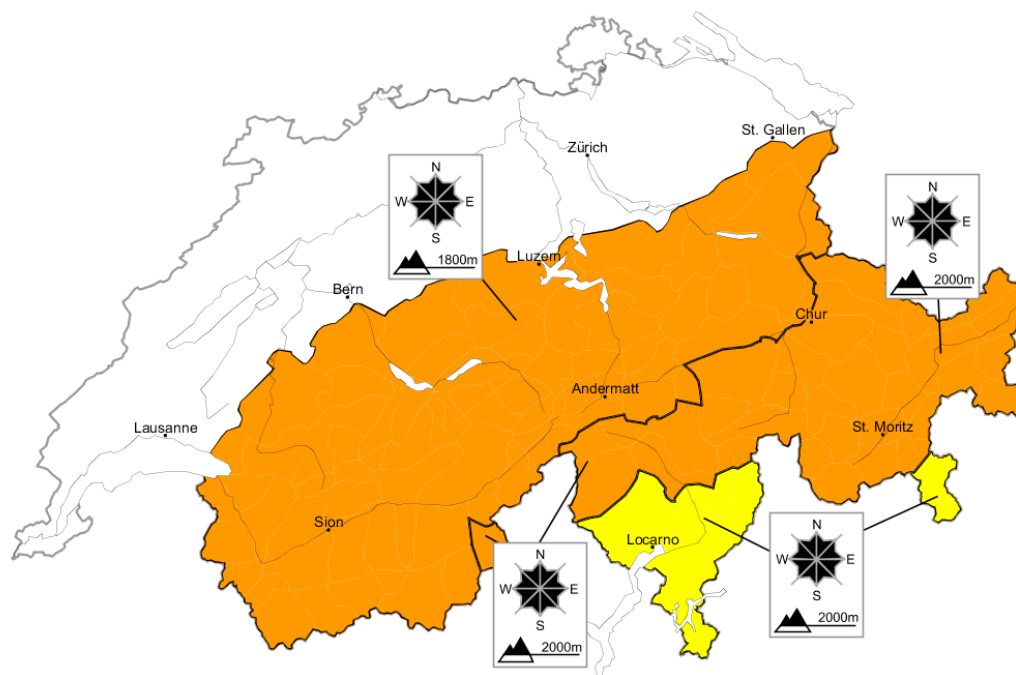 St. Gallen
Zürich
N
W E
S
1800m
N
W E
S
2000m
Luzern
Bern
Chur
Andermatt
Lausanne
St. Moritz
Sion
Locarno
N
W E
S
2000m
N
W E
S
2000m